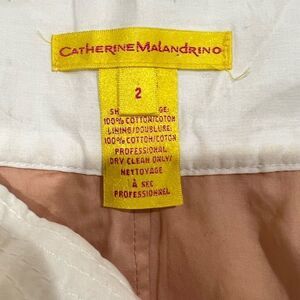 CATHERINE MALANDRINO
2
100% COTTON/COTON
LINING/DOUBLURE:
100% COTTON/COTON
PROFESSIONAL
DRY CLEAN ONLY/
NETTOYAGE
À SEC
PROFESSIONNEL